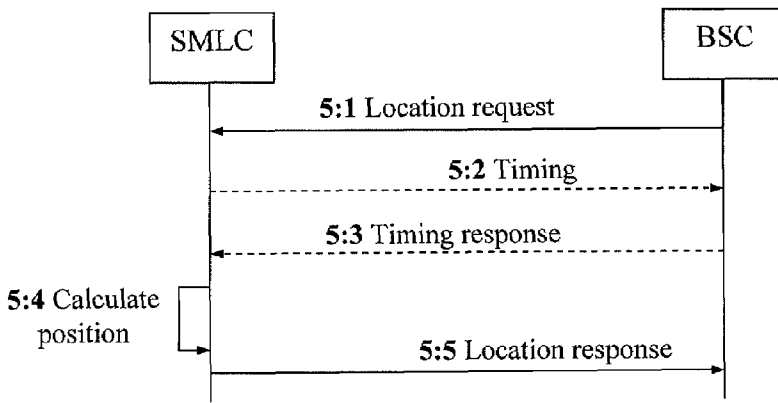 SMLC
BSC
5:1 Location request
5:2 Timing
5:3 Timing response
5:4 Calculate
position
5:5 Location response